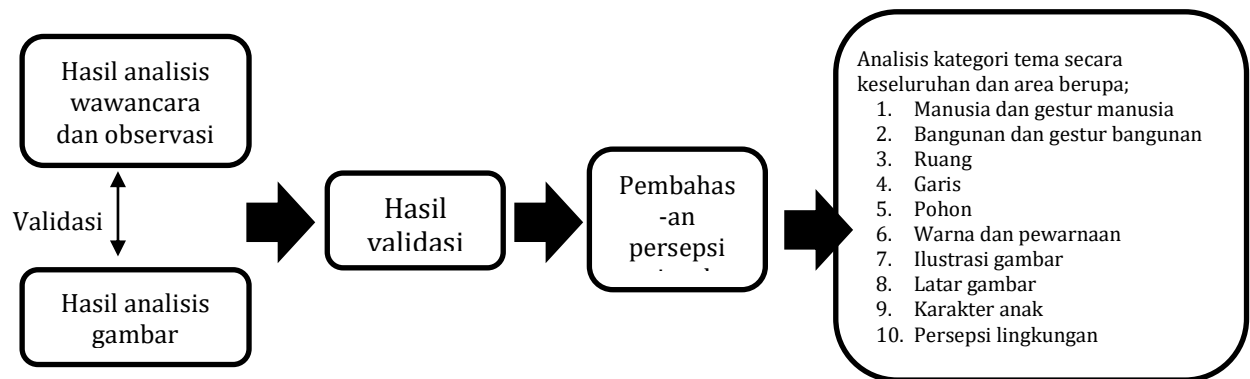 Hasil analisis
wawancara
dan observasi
Validasi
Hasil analisis
gambar
Hasil
validasi
Pembahas
-an
persepsi
Analisis kategori tema secara
keseluruhan dan area berupa;
1. Manusia dan gestur manusia
2. Bangunan dan gestur bangunan
3. Ruang
4. Garis
5. Pohon
6. Warna dan pewarnaan
7. Ilustrasi gambar
8. Latar gambar
9. Karakter anak
10. Persepsi lingkungan